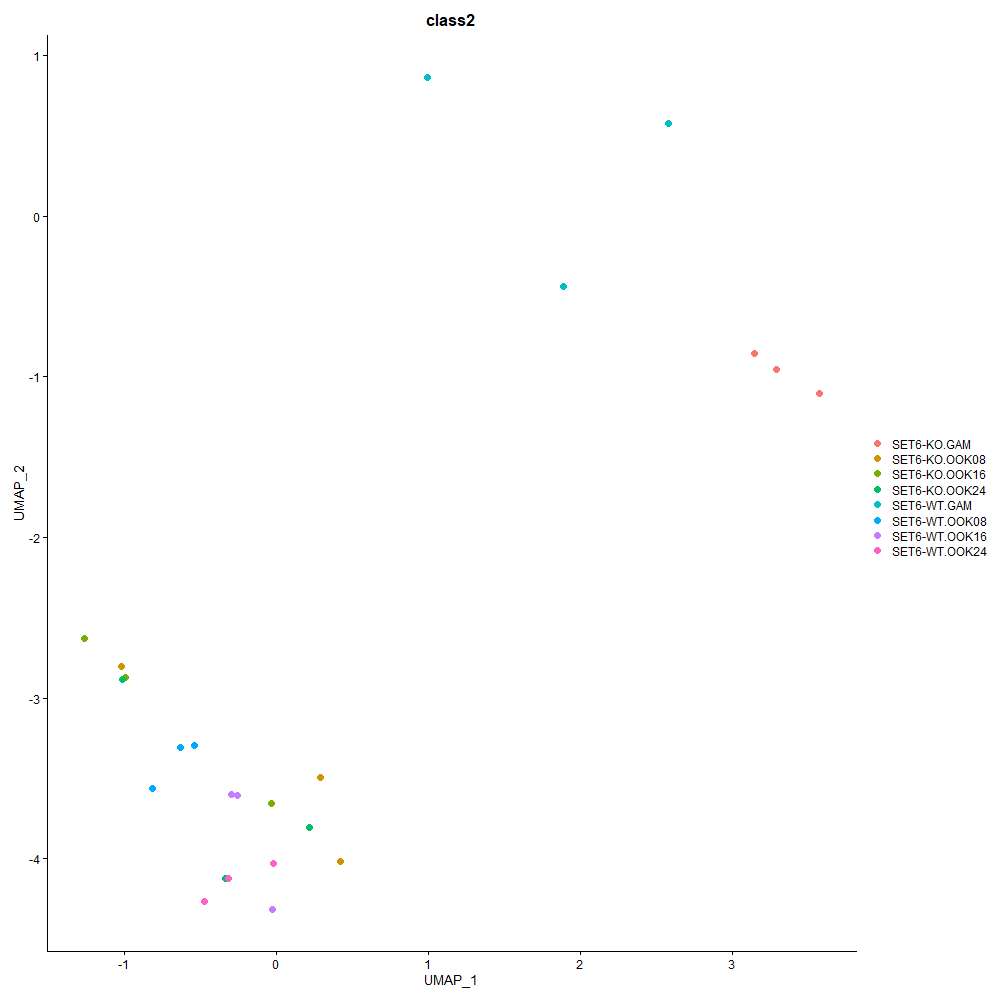 class2
1
0
-1
-2
-3
-4
UMAP_2
-1
0
1
2
3
UMAP_1
SET6-KO.GAM
SET6-KO.OOK08
SET6-KO.OOK16
SET6-KO.OOK24
SET6-WT.GAM
SET6-WT.OOK08
SET6-WT.OOK16
SET6-WT.OOK24